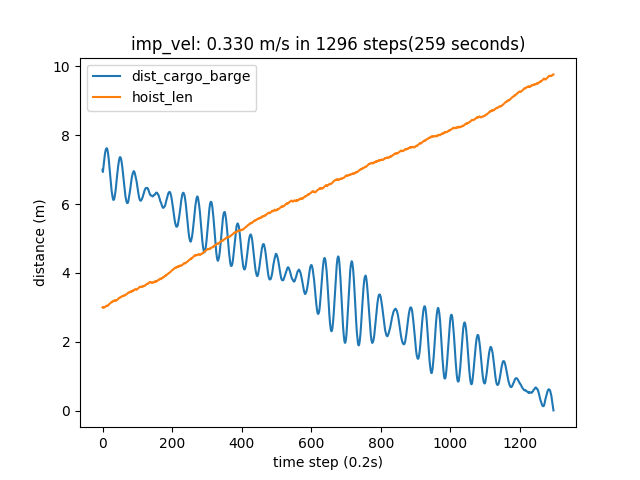 imp_vel: 0.330 m/s in 1296 steps(259 seconds)
dist_cargo_barge
hoist_len
distance (m)
10
8
6
4
2
0
0 200 400 600 800 1000 1200
time step (0.2s)